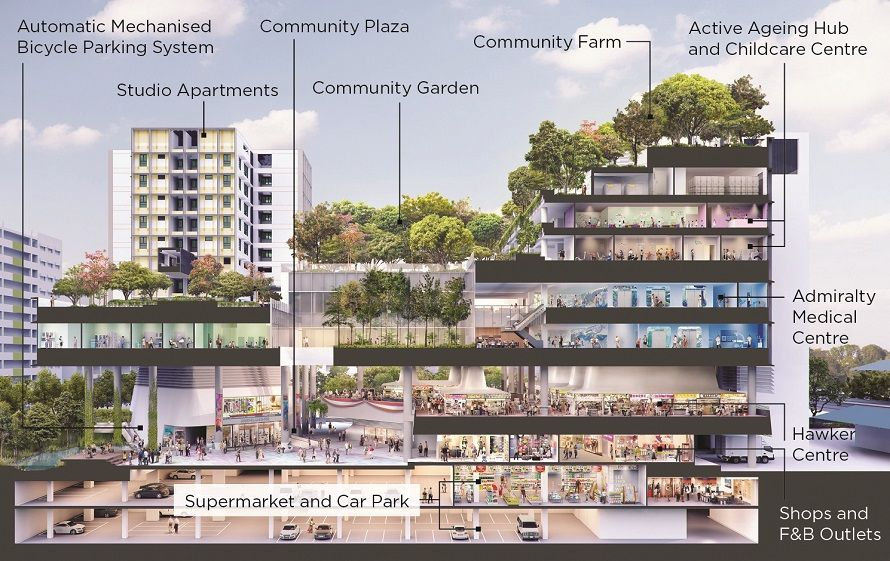 Automatic Mechanised
Bicycle Parking System
Community Plaza
Community Farm
Active Ageing Hub
and Childcare Centre
Studio Apartments
Community Garden
Admiralty
Medical
Centre
Hawker
Centre
Supermarket and Car Park
Shops and
F&B Outlets